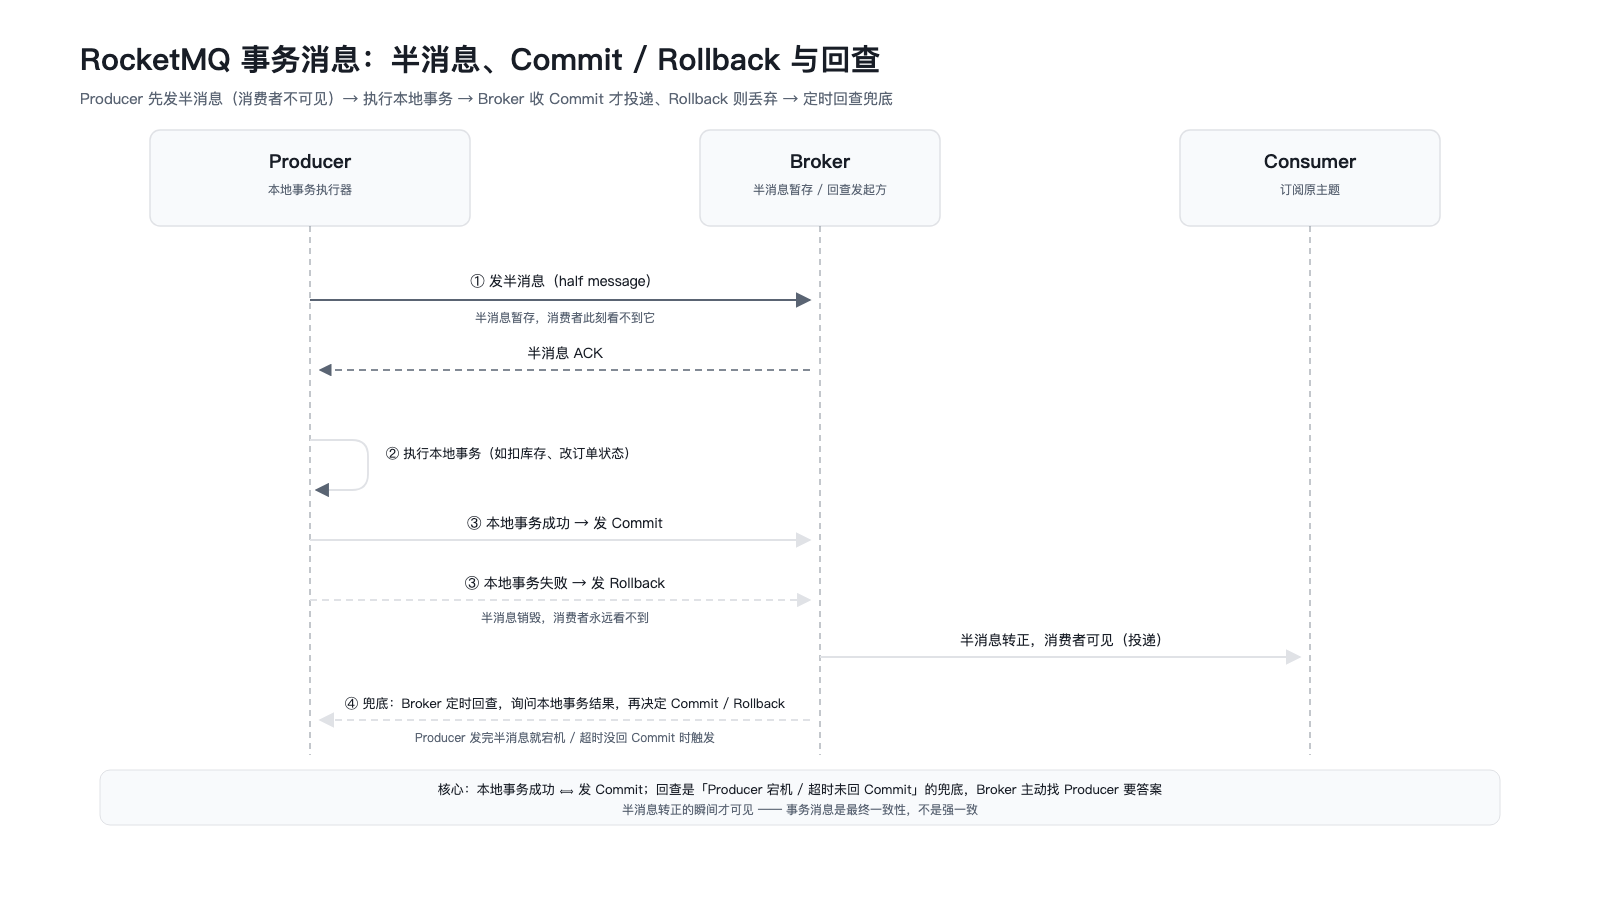 RocketMQ 事务消息：半消息、Commit / Rollback 与回查
Producer 先发半消息（消费者不可见）→ 执行本地事务 → Broker 收 Commit 才投递、Rollback 则丢弃 → 定时回查兜底
Producer
本地事务执行器
Broker
半消息暂存 / 回查发起方
Consumer
订阅原主题
① 发半消息（half message）
半消息暂存，消费者此刻看不到它
半消息 ACK
② 执行本地事务（如扣库存、改订单状态）
③ 本地事务成功 → 发 Commit
③ 本地事务失败 → 发 Rollback
半消息销毁，消费者永远看不到
半消息转正，消费者可见（投递）
④ 兜底：Broker 定时回查，询问本地事务结果，再决定 Commit / Rollback
Producer 发完半消息就宕机 / 超时没回 Commit 时触发
核心：本地事务成功 ⟺ 发 Commit；回查是「Producer 宕机 / 超时未回 Commit」的兜底，Broker 主动找 Producer 要答案
半消息转正的瞬间才可见 —— 事务消息是最终一致性，不是强一致